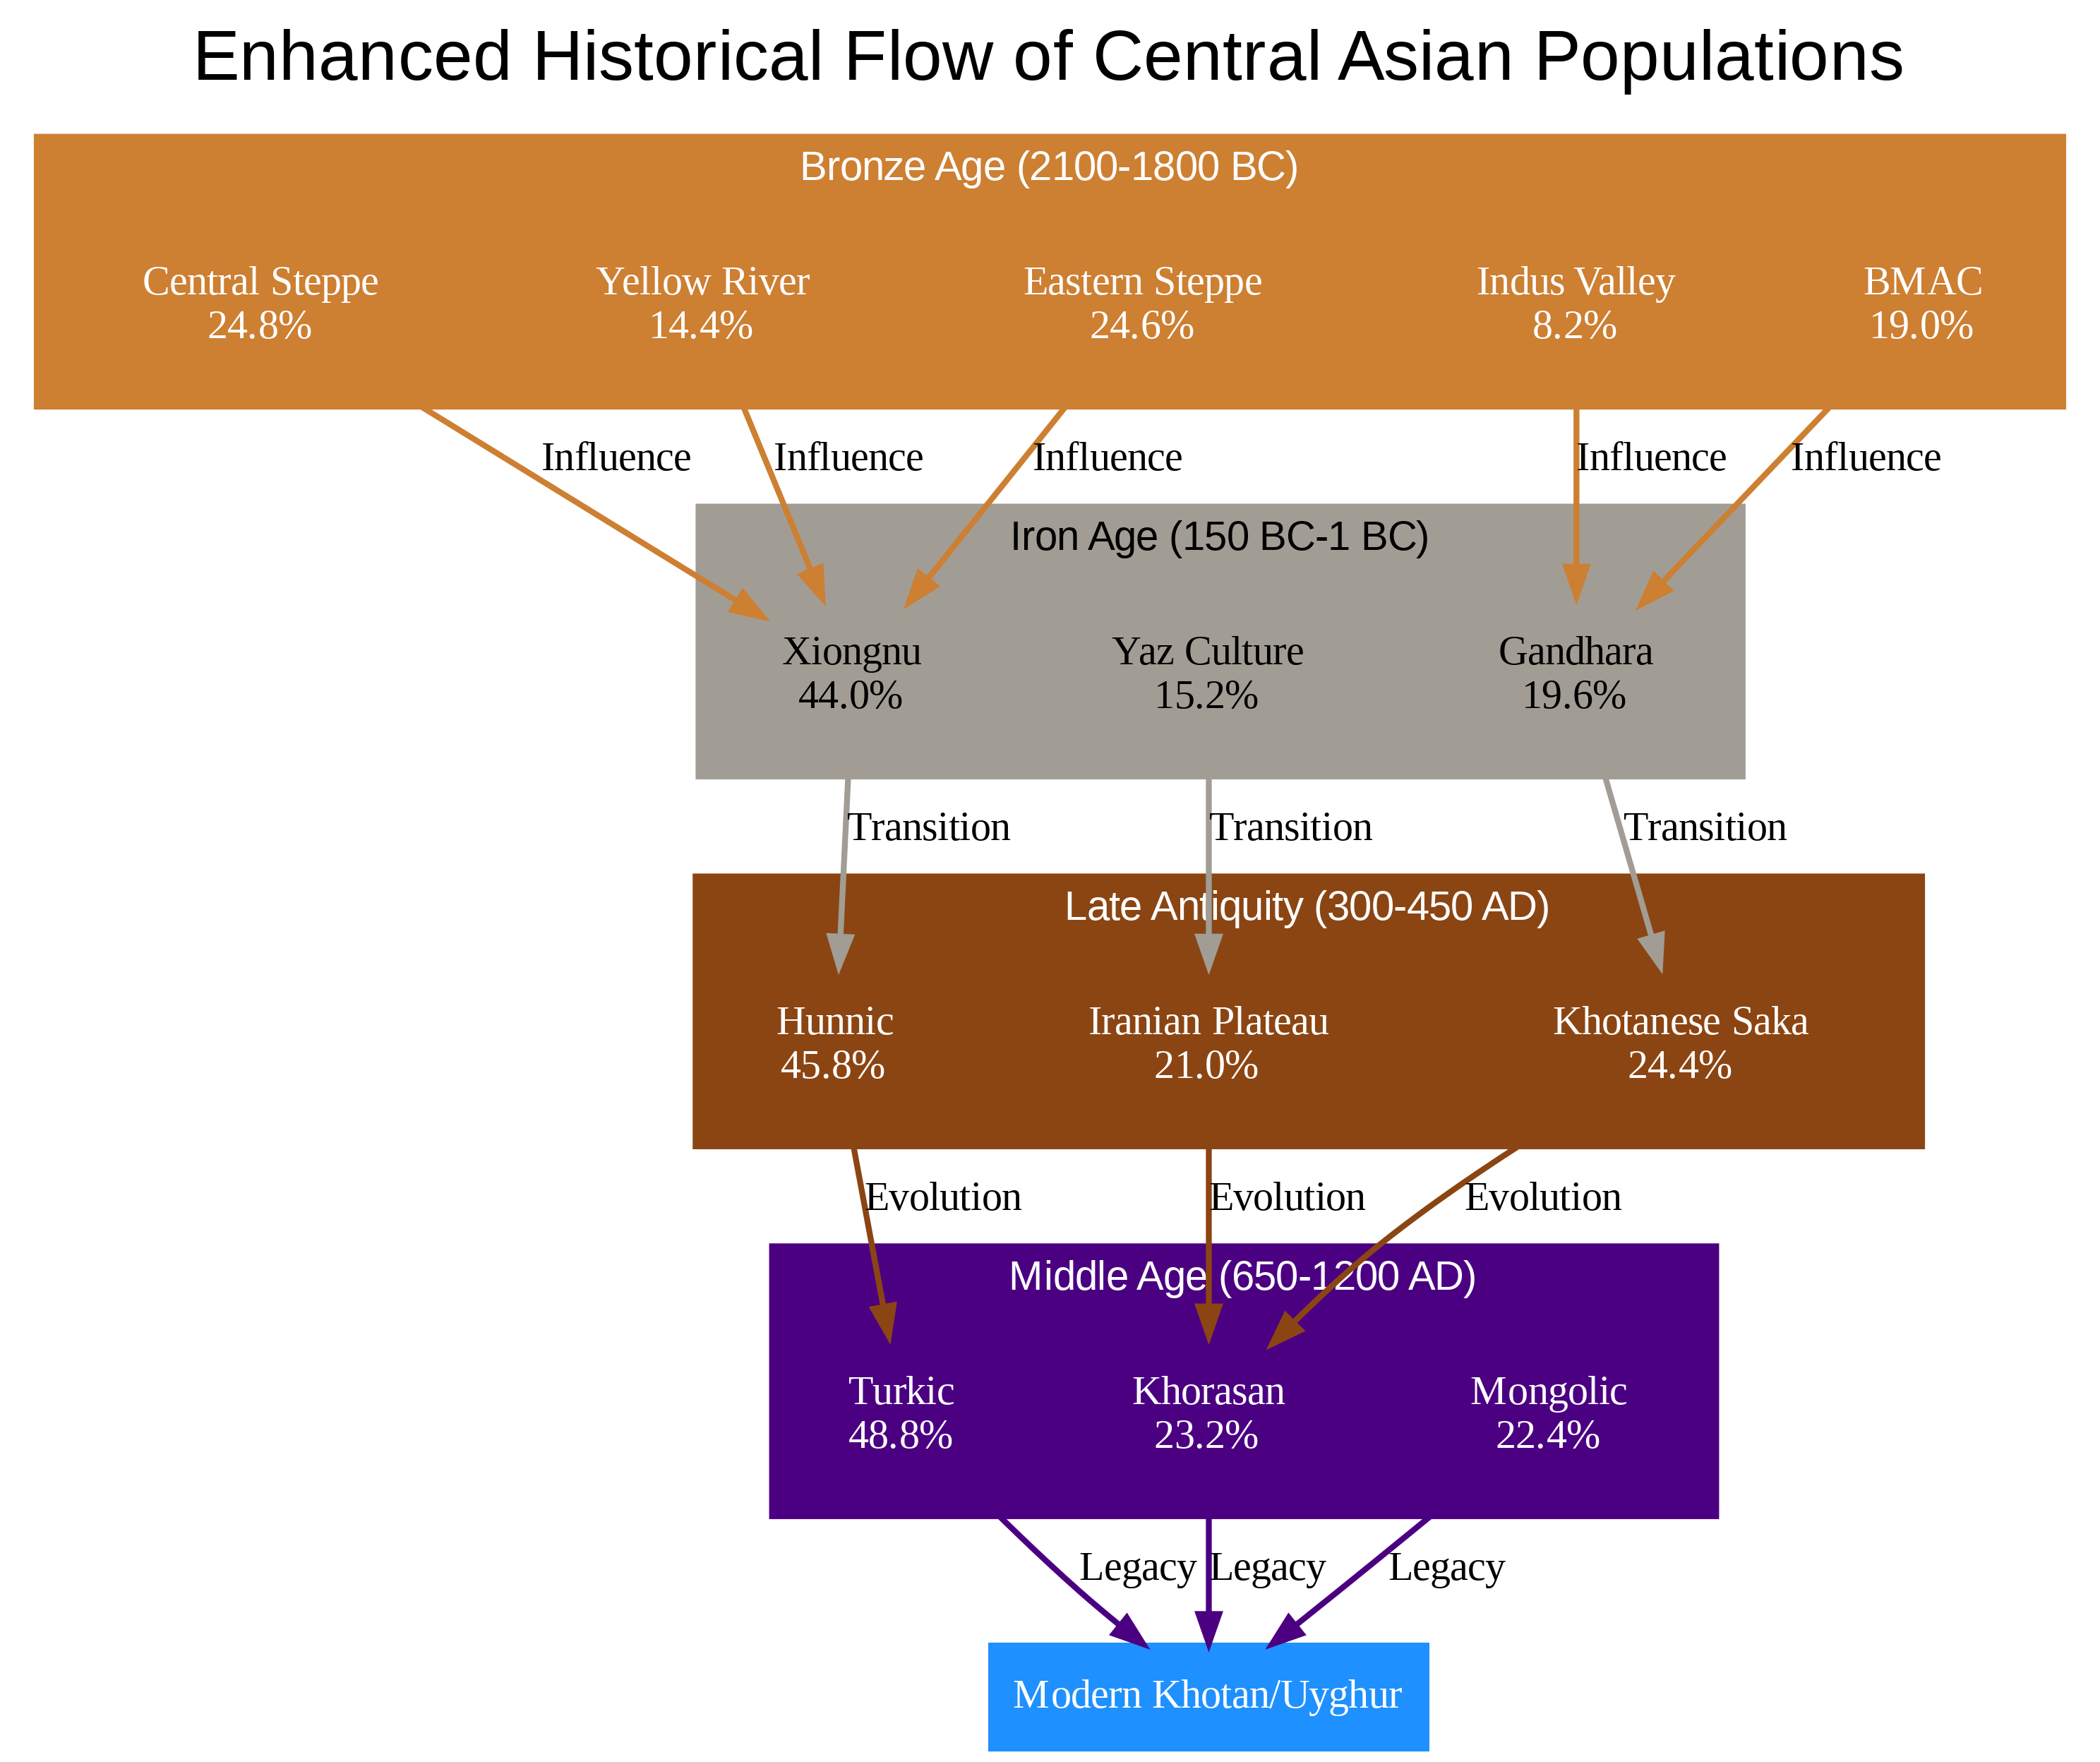 Enhanced Historical Flow of Central Asian Populations
Bronze Age (2100-1800 BC)
Central Steppe
24.8%
Yellow River
14.4%
Eastern Steppe
24.6%
Indus Valley
8.2%
BMAC
19.0%
Influence
Influence
Influence
Influence
Influence
Iron Age (150 BC-1 BC)
Xiongnu
44.0%
Yaz Culture
15.2%
Gandhara
19.6%
Transition
Transition
Transition
Late Antiquity (300-450 AD)
Hunnic
45.8%
Iranian Plateau
21.0%
Khotanese Saka
24.4%
Evolution
Evolution
Evolution
Middle Age (650-1200 AD)
Turkic
48.8%
Khorasan
23.2%
Mongolic
22.4%
Legacy
Legacy
Legacy
Modern Khotan/Uyghur